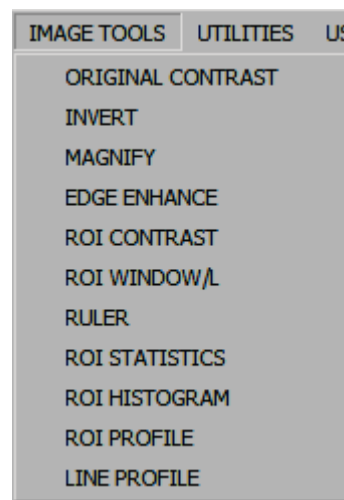 IMAGE TOOLS UTILITIES
ORIGINAL CONTRAST
INVERT
MAGNIFY
EDGE ENHANCE
ROI CONTRAST
ROI WINDOW/L
RULER
ROI STATISTICS
ROI HISTOGRAM
ROI PROFILE
LINE PROFILE